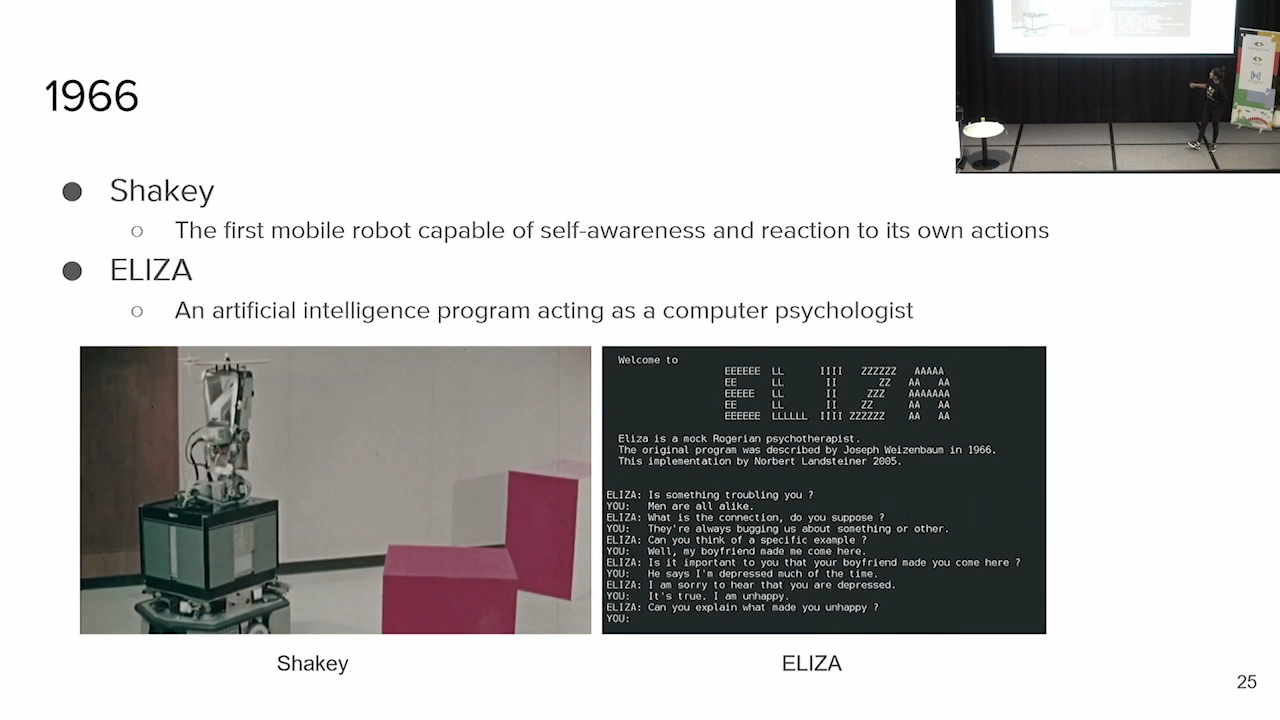 1966
Shakey
The first mobile robot capable of self-awareness and reaction to its own actions
ELIZA
An artificial intelligence program acting as a computer psychologist
Welcome to
EEEEEE LL IIII ZZZZZZ AAAAA
EE LL II ZZ AA AA
EEEEE LL II ZZZ AAAAAAA
EE LL II ZZ AA AA
EEEEEE LLLLLL IIII ZZZZZZ AA AA
Eliza is a mock Rogerian psychotherapist.
The original program was described by Joseph Weizenbaum in 1966.
This implementation by Norbert Landsteiner 2005.
ELIZA: Is something troubling you ?
YOU: Men are all alike.
ELIZA: What is the connection, do you suppose ?
YOU: They're always bugging us about something or other.
ELIZA: Can you think of a specific example ?
YOU: Well, my boyfriend made me come here.
ELIZA: Is it important to you that your boyfriend made you come here ?
YOU: He says I'm depressed much of the time.
ELIZA: I am sorry to hear that you are depressed.
YOU: It's true. I am unhappy.
ELIZA: Can you explain what made you unhappy ?
YOU:
Shakey
ELIZA
25